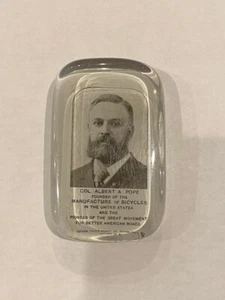 COL. ALBERT A. POPE
FOUNDER OF THE
MANUFACTURE OF BICYCLES
IN THE UNITED STATES
AND THE
PIONEER OF THE GREAT MOVEMENT
FOR BETTER AMERICAN ROADS.